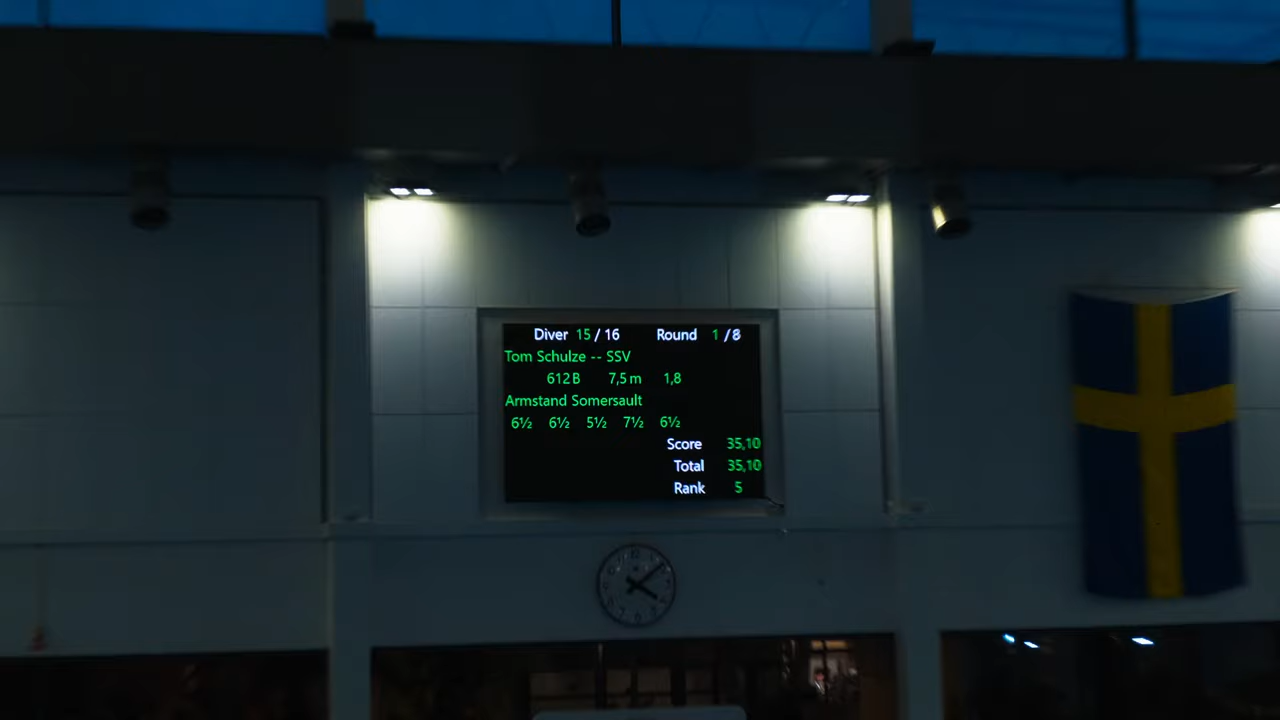 Diver 15 / 16 Round 1 / 8
Tom Schulze -- SSV
612 B 7,5 m 1,8
Armstand Somersault
6½ 6½ 5½ 7½ 6½
Score 35,10
Total 35,10
Rank 5